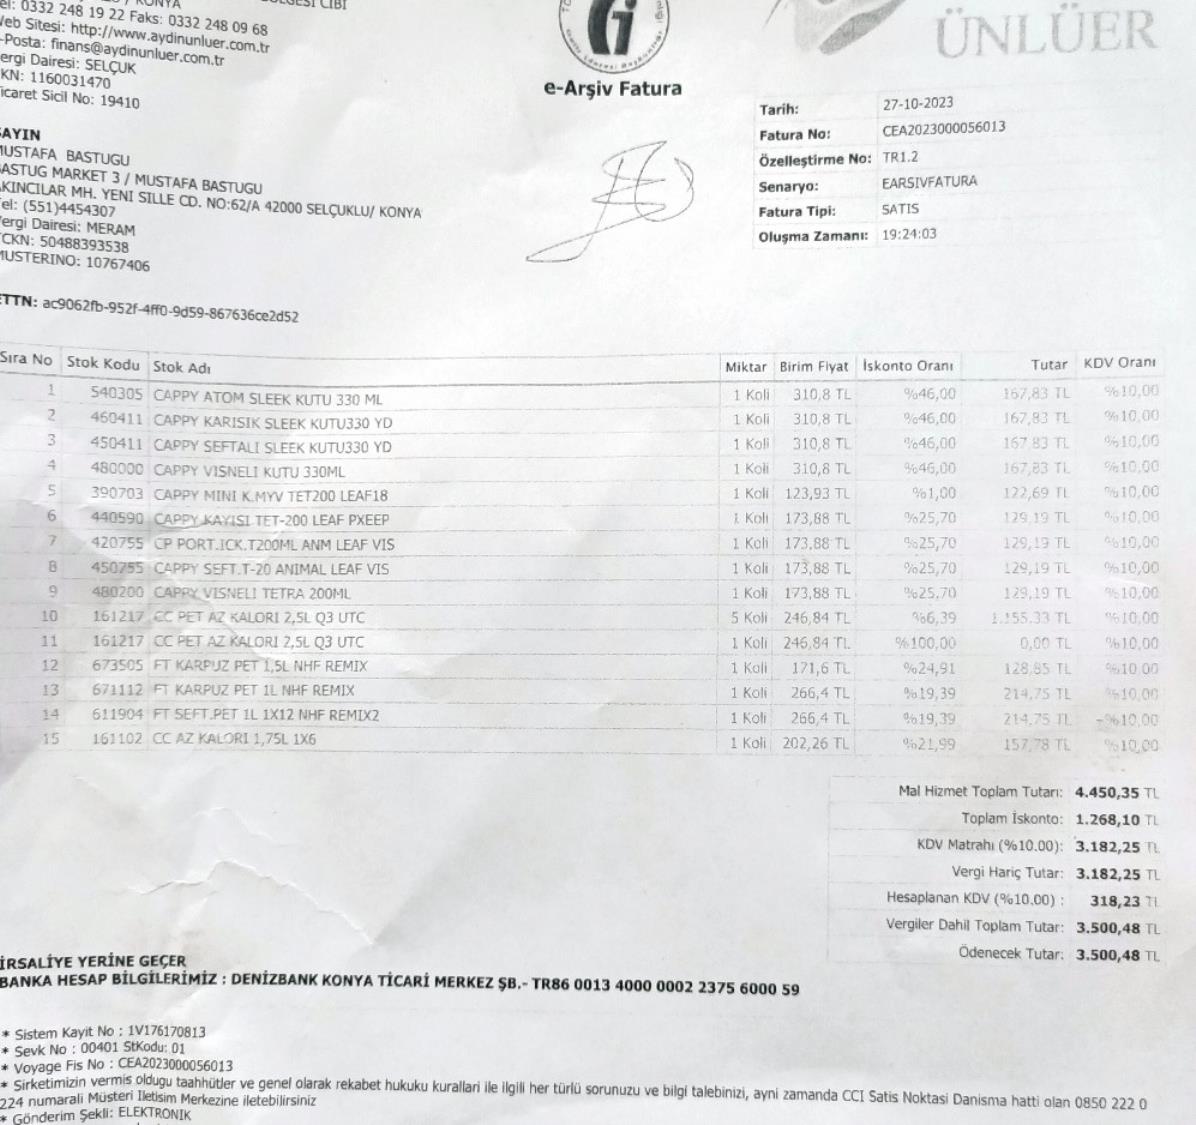 KONYA
BÖLGESİ CİBİ
el: 0332 248 19 22 Faks: 0332 248 09 68
Web Sitesi: http://www.aydinunluer.com.tr
-Posta: finans@aydinunluer.com.tr
ergi Dairesi: SELÇUK
KN: 1160031470
icaret Sicil No: 19410
ÜNLÜER
e-Arşiv Fatura
Tarih: 27-10-2023
Fatura No: CEA2023000056013
Özelleştirme No: TR1.2
Senaryo: EARSIVFATURA
Fatura Tipi: SATIS
Oluşma Zamanı: 19:24:03
SAYIN
MUSTAFA BASTUGU
BASTUG MARKET 3 / MUSTAFA BASTUGU
AKINCILAR MH. YENI SILLE CD. NO:62/A 42000 SELÇUKLU/ KONYA
el: (551)4454307
ergi Dairesi: MERAM
CKN: 50488393538
MUSTERINO: 10767406
ETTN: ac9062fb-952f-4ff0-9d59-867636ce2d52
Sıra No Stok Kodu Stok Adı Miktar Birim Fiyat İskonto Oranı Tutar KDV Oranı
1 540305 CAPPY ATOM SLEEK KUTU 330 ML 1 Koli 310,8 TL %46,00 167,83 TL %10,00
2 460411 CAPPY KARISIK SLEEK KUTU330 YD 1 Koli 310,8 TL %46,00 167,83 TL %10,00
3 450411 CAPPY SEFTALI SLEEK KUTU330 YD 1 Koli 310,8 TL %46,00 167,83 TL %10,00
4 480000 CAPPY VISNELI KUTU 330ML 1 Koli 310,8 TL %46,00 167,83 TL %10,00
5 390703 CAPPY MINI K.MYV TET200 LEAF18 1 Koli 123,93 TL %1,00 122,69 TL %10,00
6 440590 CAPPY KAYISI TET-200 LEAF PXEEP 1 Koli 173,88 TL %25,70 129,19 TL %10,00
7 420755 CP PORT.ICK.T200ML ANM LEAF VIS 1 Koli 173,88 TL %25,70 129,19 TL %10,00
8 450755 CAPPY SEFT.T-20 ANIMAL LEAF VIS 1 Koli 173,88 TL %25,70 129,19 TL %10,00
9 480200 CAPPY VISNELI TETRA 200ML 1 Koli 173,88 TL %25,70 129,19 TL %10,00
10 161217 CC PET AZ KALORI 2,5L Q3 UTC 5 Koli 246,84 TL %6,39 1.155,33 TL %10,00
11 161217 CC PET AZ KALORI 2,5L Q3 UTC 1 Koli 246,84 TL %100,00 0,00 TL %10,00
12 673505 FT KARPUZ PET 1,5L NHF REMIX 1 Koli 171,6 TL %24,91 128,85 TL %10,00
13 671112 FT KARPUZ PET 1L NHF REMIX 1 Koli 266,4 TL %19,39 214,75 TL %10,00
14 611904 FT SEFT.PET 1L 1X12 NHF REMIX2 1 Koli 266,4 TL %19,39 214,75 TL %10,00
15 161102 CC AZ KALORI 1,75L 1X6 1 Koli 202,26 TL %21,99 157,78 TL %10,00
Mal Hizmet Toplam Tutarı: 4.450,35 TL
Toplam İskonto: 1.268,10 TL
KDV Matrahı (%10.00): 3.182,25 TL
Vergi Hariç Tutar: 3.182,25 TL
Hesaplanan KDV (%10.00) : 318,23 TL
Vergiler Dahil Toplam Tutar: 3.500,48 TL
Ödenecek Tutar: 3.500,48 TL
İRSALİYE YERİNE GEÇER
BANKA HESAP BİLGİLERİMİZ : DENİZBANK KONYA TİCARİ MERKEZ ŞB.- TR86 0013 4000 0002 2375 6000 59
* Sistem Kayit No : 1V176170813
* Sevk No : 00401 StKodu: 01
* Voyage Fis No : CEA2023000056013
* Sirketimizin vermis oldugu taahhütler ve genel olarak rekabet hukuku kurallari ile ilgili her türlü sorunuzu ve bilgi talebinizi, ayni zamanda CCI Satis Noktasi Danisma hatti olan 0850 222 0
224 numarali Müsteri Iletisim Merkezine iletebilirsiniz
* Gönderim Şekli: ELEKTRONIK